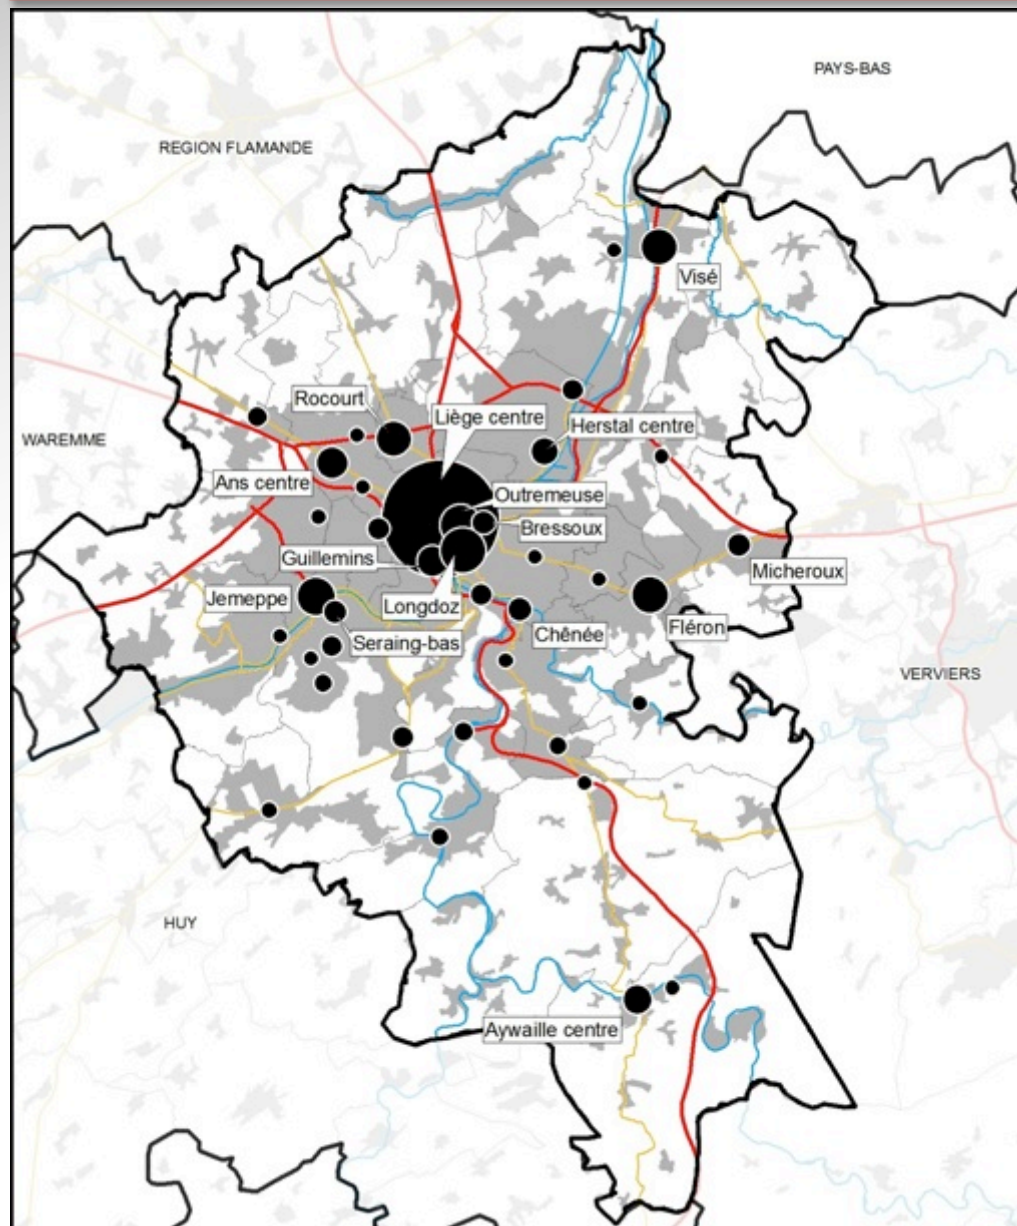 PAYS-BAS
REGION FLAMANDE
Visé
Rocourt
Liège centre
Herstal centre
WAREMME
Ans centre
Outremeuse
Bressoux
Guillemins
Micheroux
Jemeppe
Longdoz
Fléron
Chênée
Seraing-bas
VERVIERS
HUY
Aywaille centre